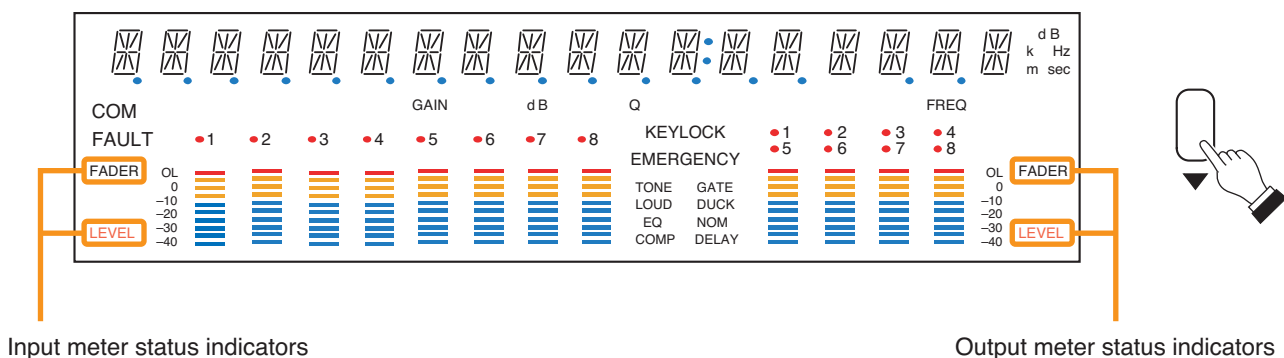 d B
k Hz
m sec
COM GAIN d B Q FREQ
FAULT 1 2 3 4 5 6 7 8 KEYLOCK 1 2 3 4
EMERGENCY 5 6 7 8
FADER OL OL FADER
0 TONE GATE 0
–10 LOUD DUCK –10
–20 –20
LEVEL –30 EQ NOM –30 LEVEL
–40 COMP DELAY –40
Input meter status indicators Output meter status indicators